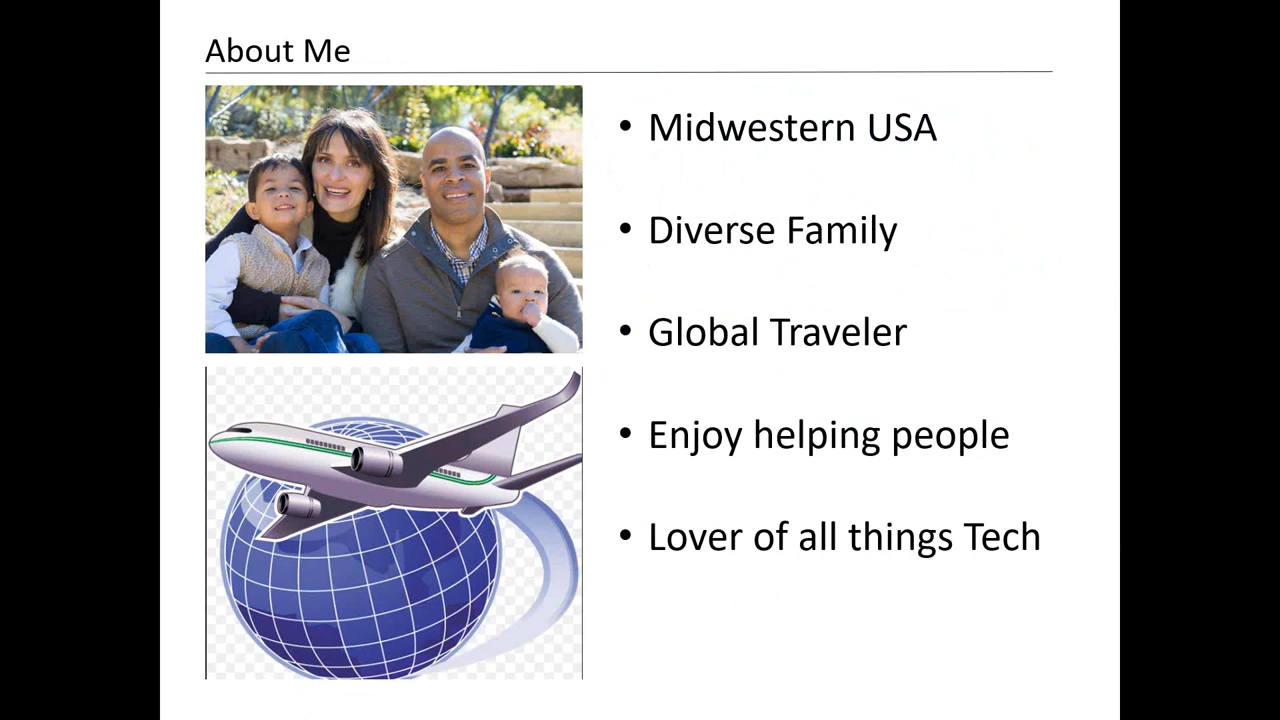 About Me
• Midwestern USA
• Diverse Family
• Global Traveler
• Enjoy helping people
• Lover of all things Tech